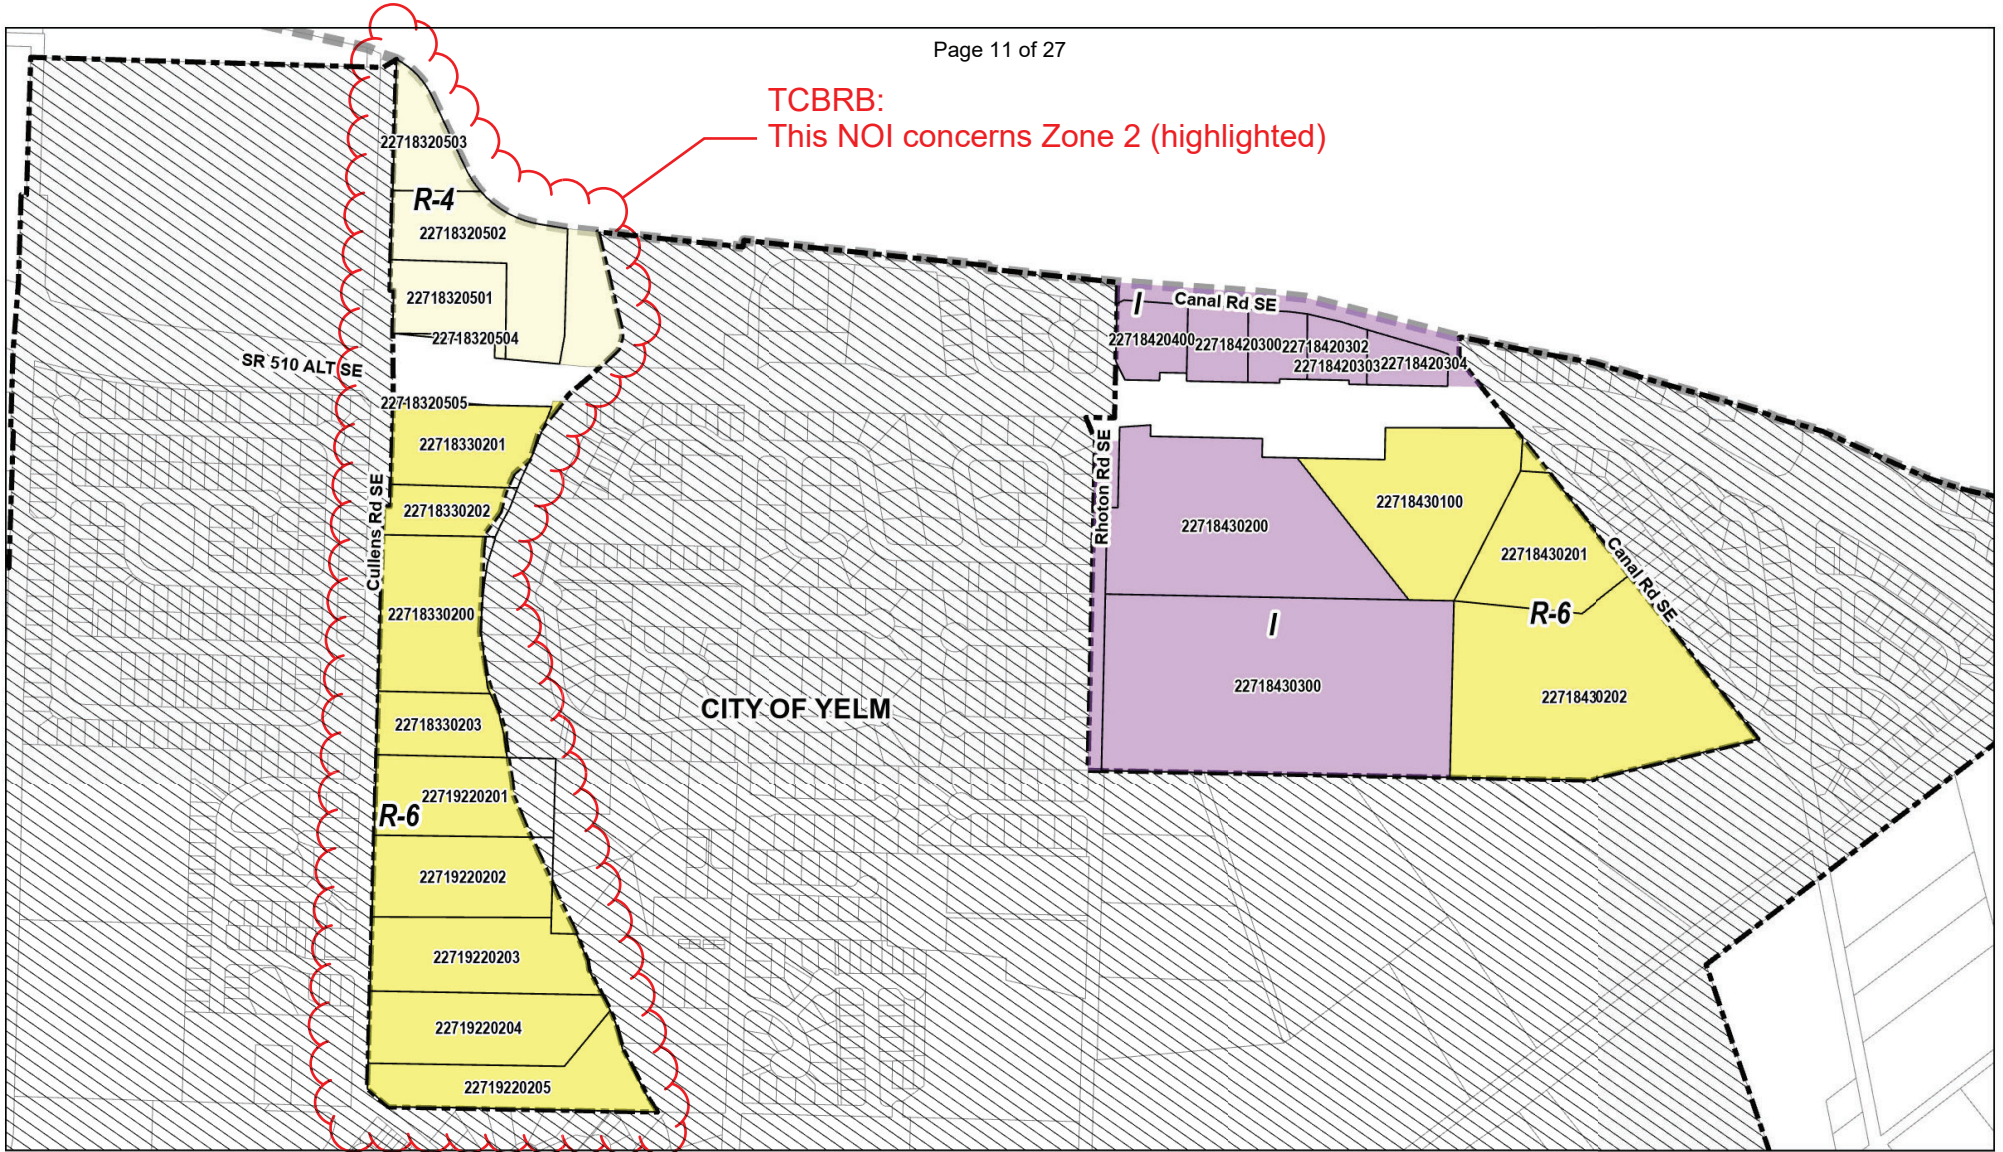 Page 11 of 27
TCBRB:
This NOI concerns Zone 2 (highlighted)
22718320503
R-4
22718320502
22718320501
22718320504
SR 510 ALT SE
22718320505
22718330201
22718330202
Cullens Rd SE
22718330200
22718330203
22719220201
R-6
22719220202
22719220203
22719220204
22719220205
CITY OF YELM
I
Canal Rd SE
22718420400
22718420300
22718420302
22718420303
22718420304
Rhoton Rd SE
22718430200
22718430100
22718430201
Canal Rd SE
R-6
I
22718430300
22718430202